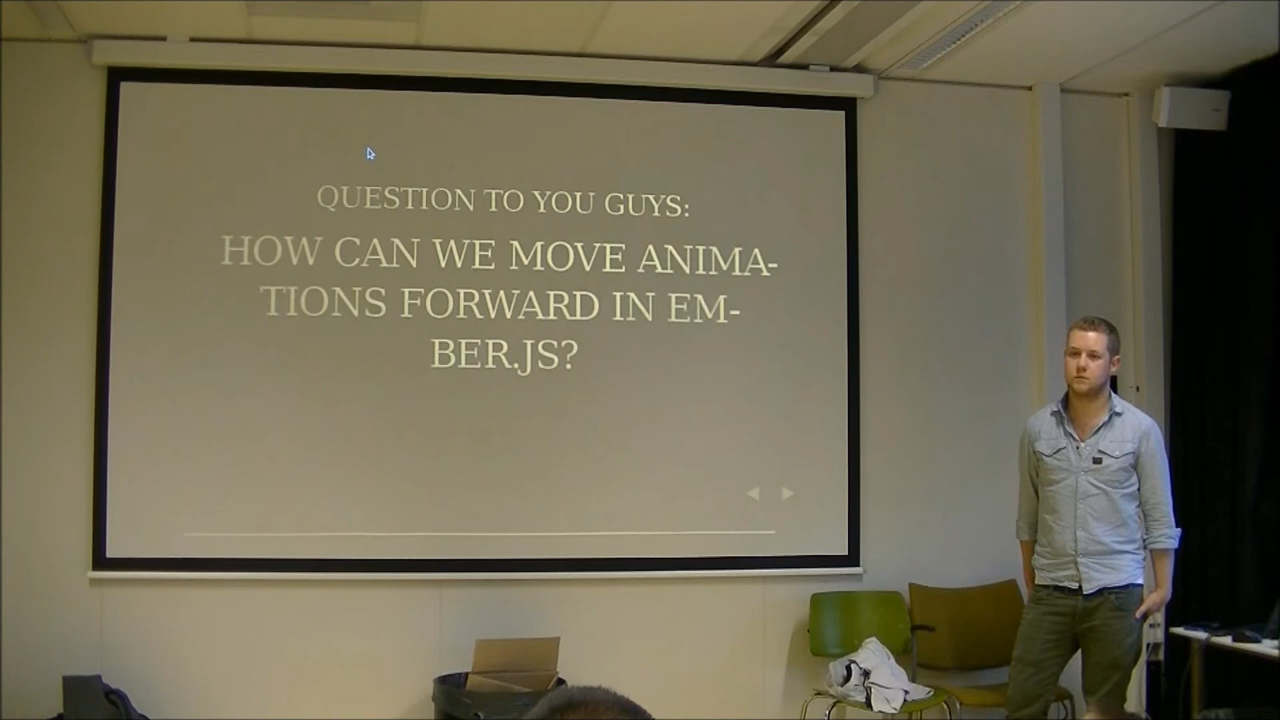 QUESTION TO YOU GUYS:
HOW CAN WE MOVE ANIMA-
TIONS FORWARD IN EM-
BER.JS?